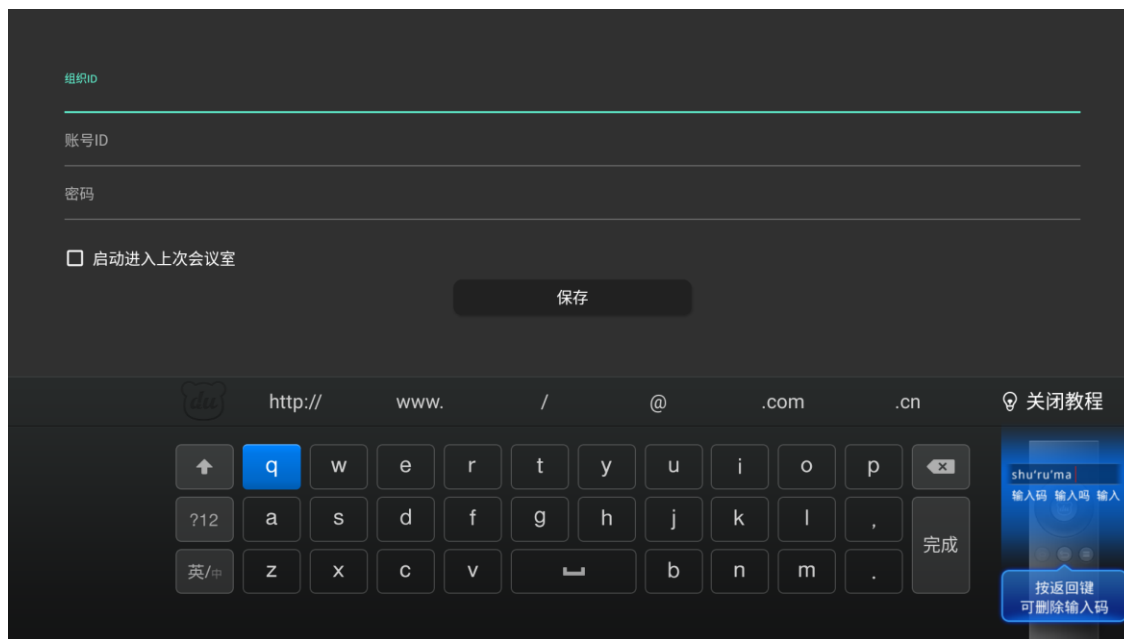 组织ID
账号ID
密码
启动进入上次会议室
保存
du http:// www. / @ .com .cn 关闭教程
q w e r t y u i o p
shu'ru'ma
输入码 输入吗 输入
?12 a s d f g h j k l ,
完成
英/中 z x c v b n m .
按返回键
可删除输入码